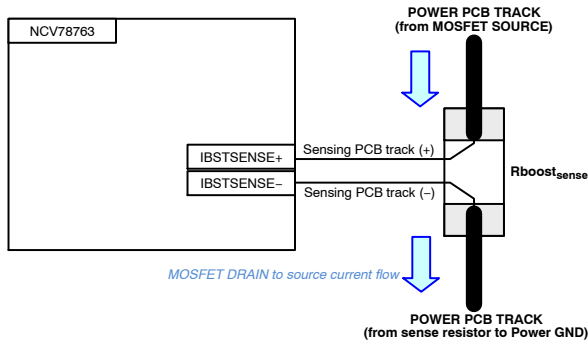 POWER PCB TRACK
(from MOSFET SOURCE)
NCV78763
IBSTSENSE+
Sensing PCB track (+)
Rboostsense
IBSTSENSE−
Sensing PCB track (−)
MOSFET DRAIN to source current flow
POWER PCB TRACK
(from sense resistor to Power GND)